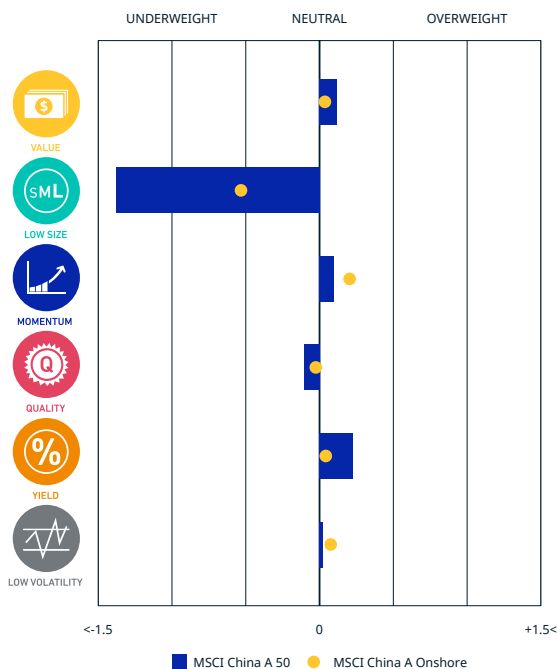 UNDERWEIGHT NEUTRAL OVERWEIGHT
$
VALUE
SML
LOW SIZE
MOMENTUM
Q
QUALITY
%
YIELD
LOW VOLATILITY
<-1.5 0 +1.5<
MSCI China A 50 MSCI China A Onshore